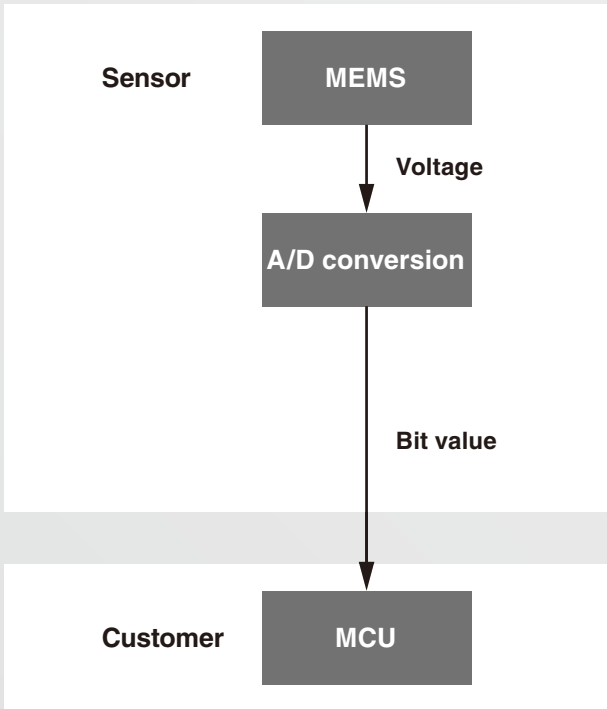 Sensor
MEMS
Voltage
A/D conversion
Bit value
Customer
MCU